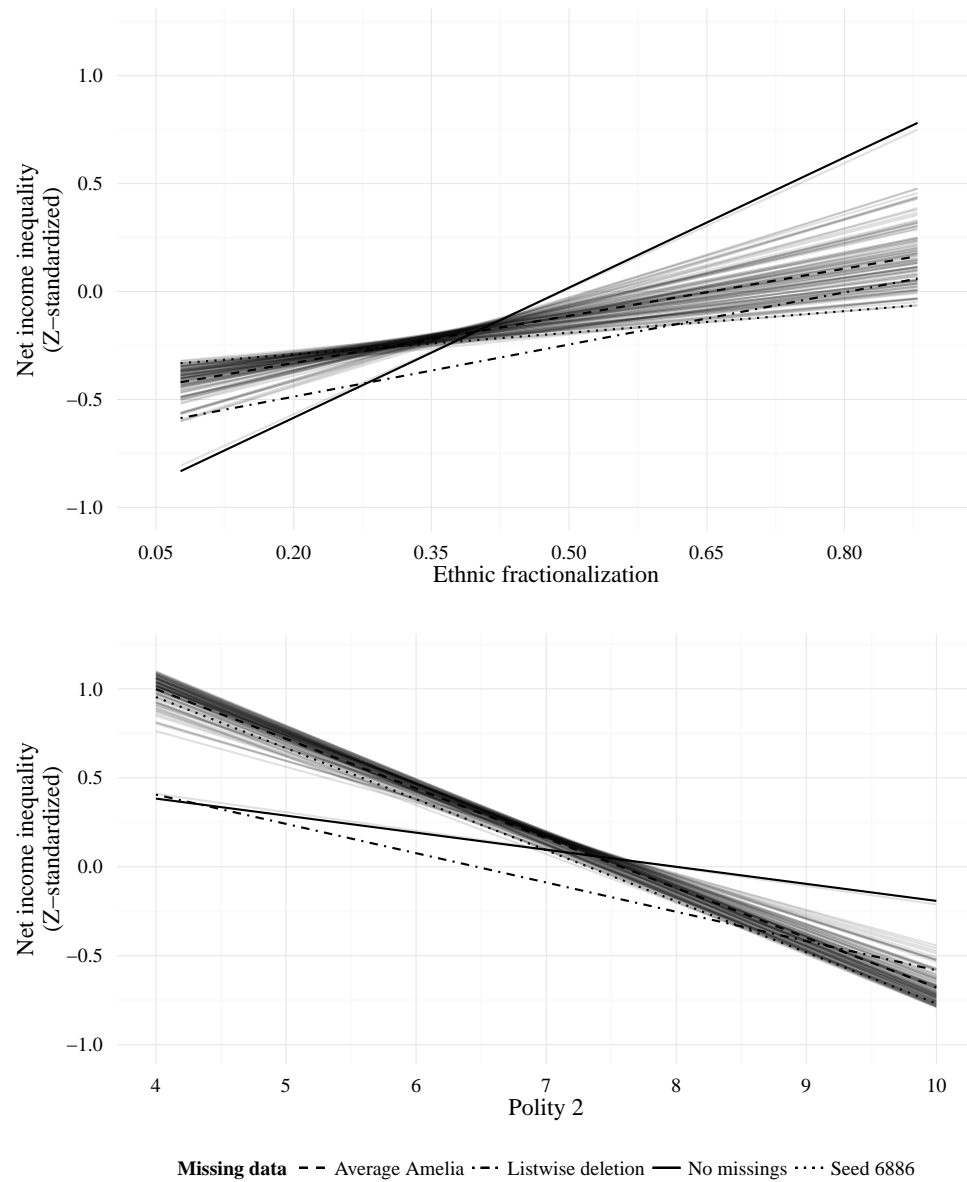 1.0
0.5
0.0
−0.5
−1.0
Net income inequality
(Z−standardized)
0.05 0.20 0.35 0.50 0.65 0.80
Ethnic fractionalization
1.0
0.5
0.0
−0.5
−1.0
Net income inequality
(Z−standardized)
4 5 6 7 8 9 10
Polity 2
Missing data Average Amelia Listwise deletion No missings Seed 6886